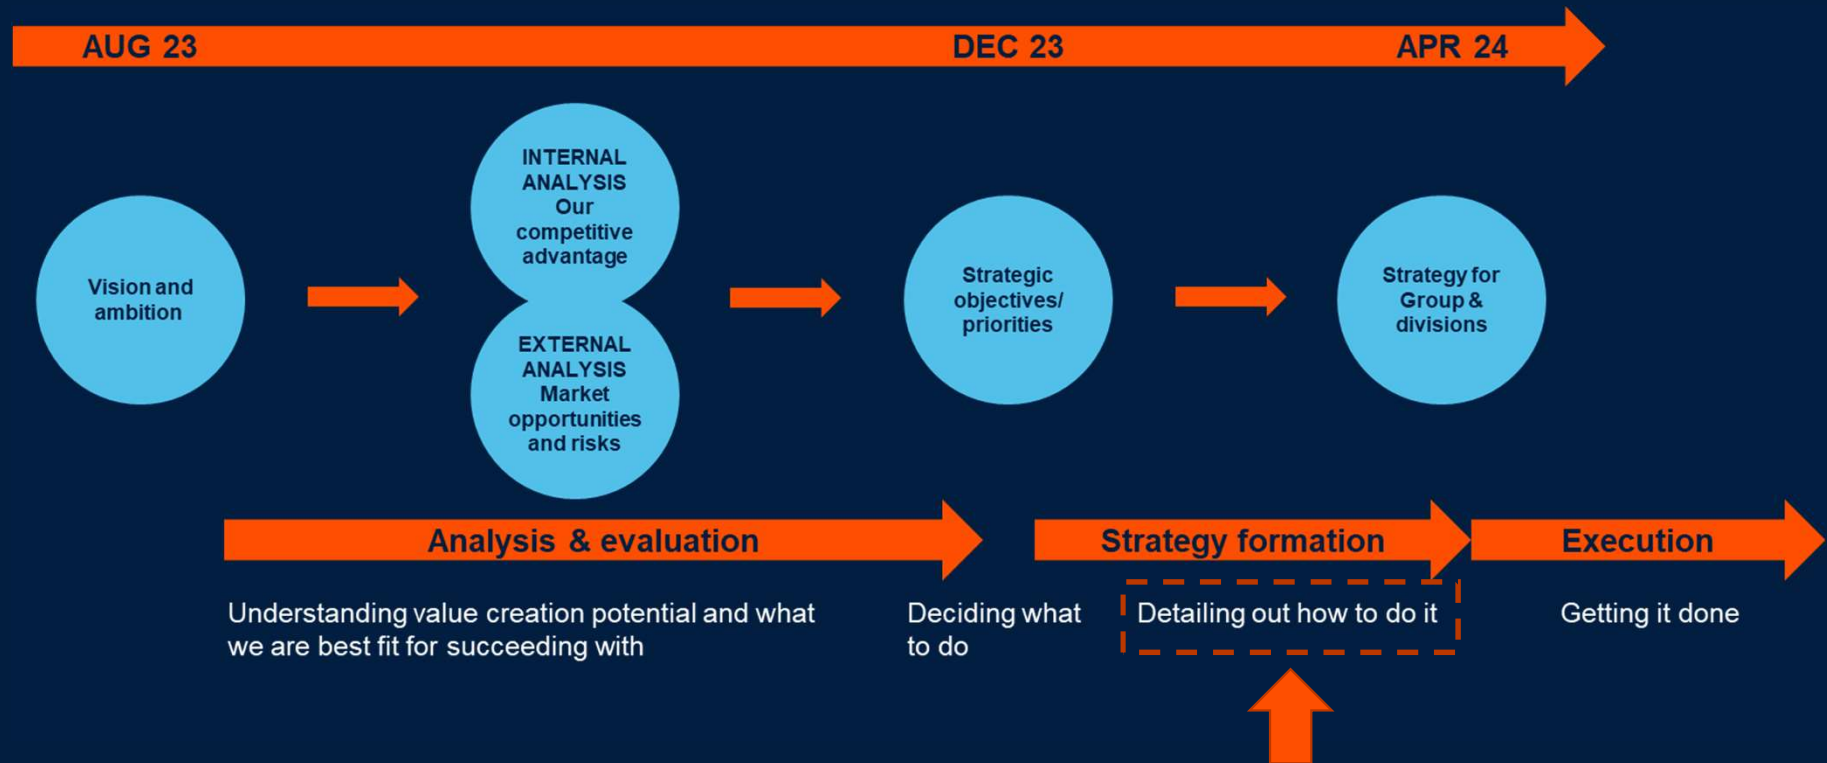 AUG 23
DEC 23
APR 24
Vision and
ambition
INTERNAL
ANALYSIS
Our
competitive
advantage
EXTERNAL
ANALYSIS
Market
opportunities
and risks
Strategic
objectives/
priorities
Strategy for
Group &
divisions
Analysis & evaluation
Strategy formation
Execution
Understanding value creation potential and what
we are best fit for succeeding with
Deciding what
to do
Detailing out how to do it
Getting it done